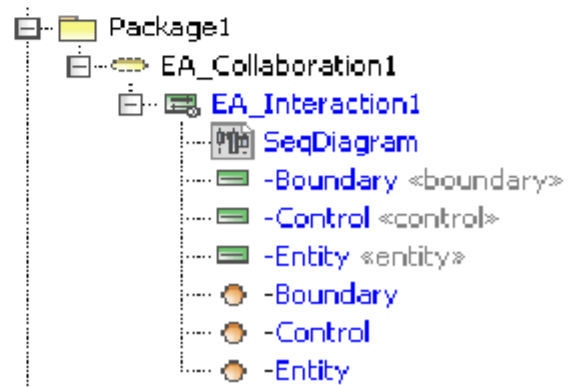 Package1
EA_Collaboration1
EA_Interaction1
SeqDiagram
-Boundary «boundary»
-Control «control»
-Entity «entity»
-Boundary
-Control
-Entity